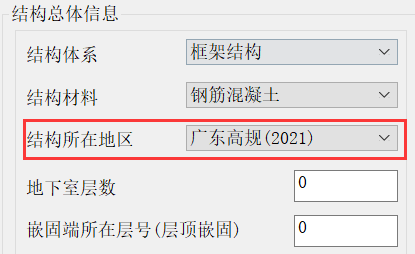 结构总体信息
结构体系 框架结构
结构材料 钢筋混凝土
结构所在地区 广东高规(2021)
地下室层数 0
嵌固端所在层号(层顶嵌固) 0